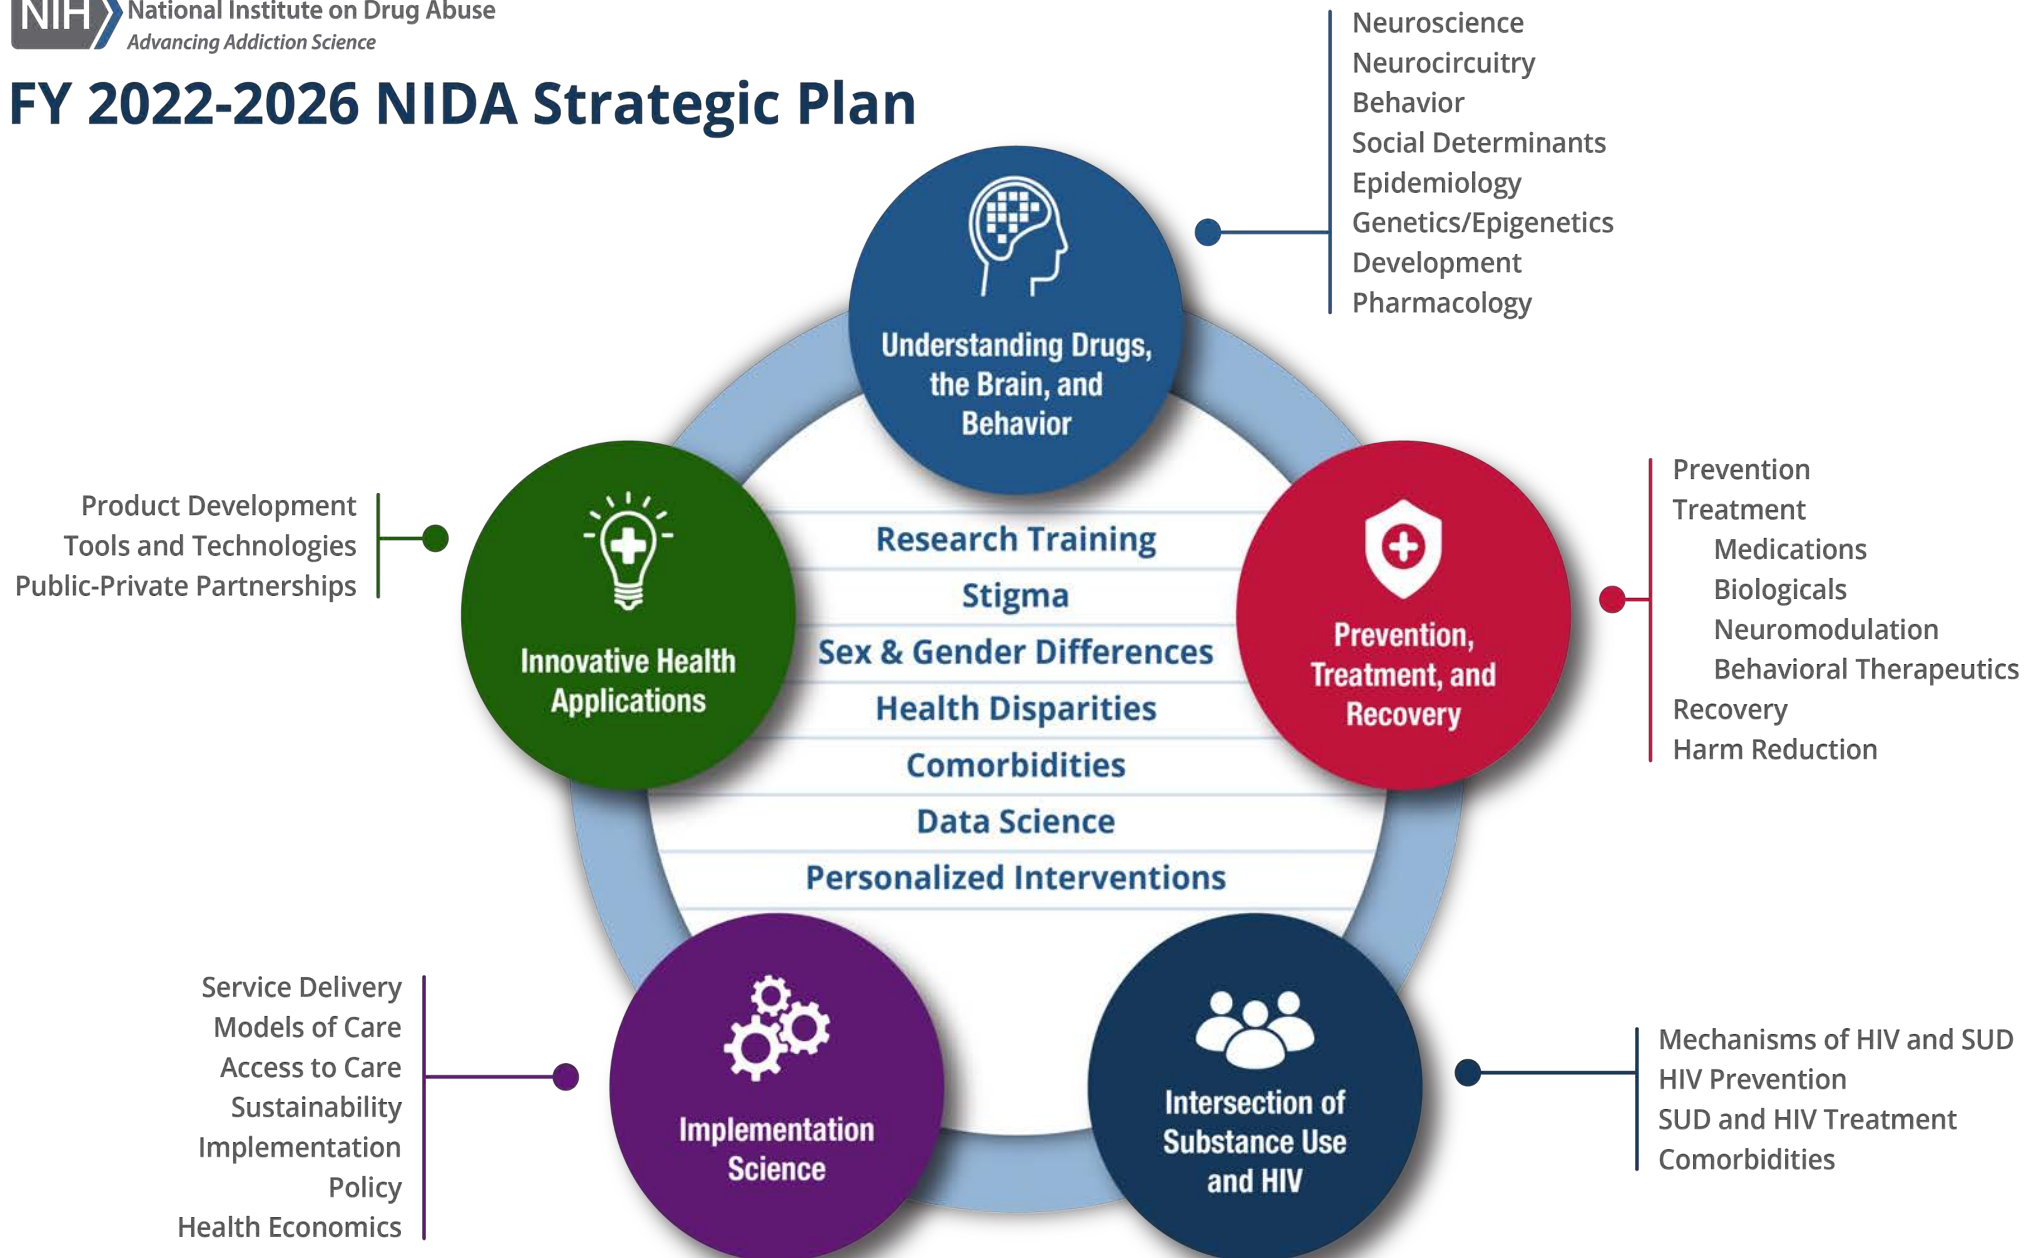 NIH National Institute on Drug Abuse
Advancing Addiction Science
FY 2022-2026 NIDA Strategic Plan
Understanding Drugs,
the Brain, and
Behavior
Neuroscience
Neurocircuitry
Behavior
Social Determinants
Epidemiology
Genetics/Epigenetics
Development
Pharmacology
Prevention,
Treatment, and
Recovery
Prevention
Treatment
Medications
Biologicals
Neuromodulation
Behavioral Therapeutics
Recovery
Harm Reduction
Intersection of
Substance Use
and HIV
Mechanisms of HIV and SUD
HIV Prevention
SUD and HIV Treatment
Comorbidities
Implementation
Science
Service Delivery
Models of Care
Access to Care
Sustainability
Implementation
Policy
Health Economics
Innovative Health
Applications
Product Development
Tools and Technologies
Public-Private Partnerships
Research Training
Stigma
Sex & Gender Differences
Health Disparities
Comorbidities
Data Science
Personalized Interventions